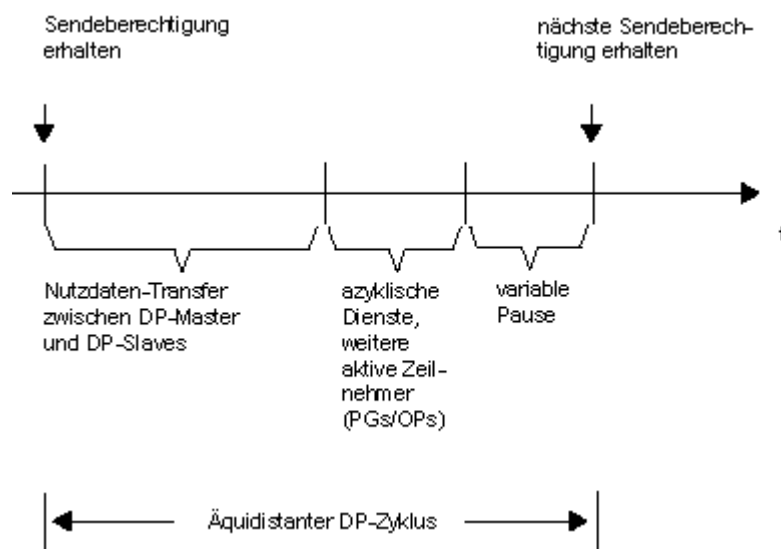 Sendeberechtigung
erhalten
nächste Sendeberech-
tigung erhalten
t
Nutzdaten-Transfer
zwischen DP-Master
und DP-Slaves
azyklische
Dienste,
weitere
aktive Zeil-
nehmer
(PGs/OPs)
variable
Pause
Äquidistanter DP-Zyklus